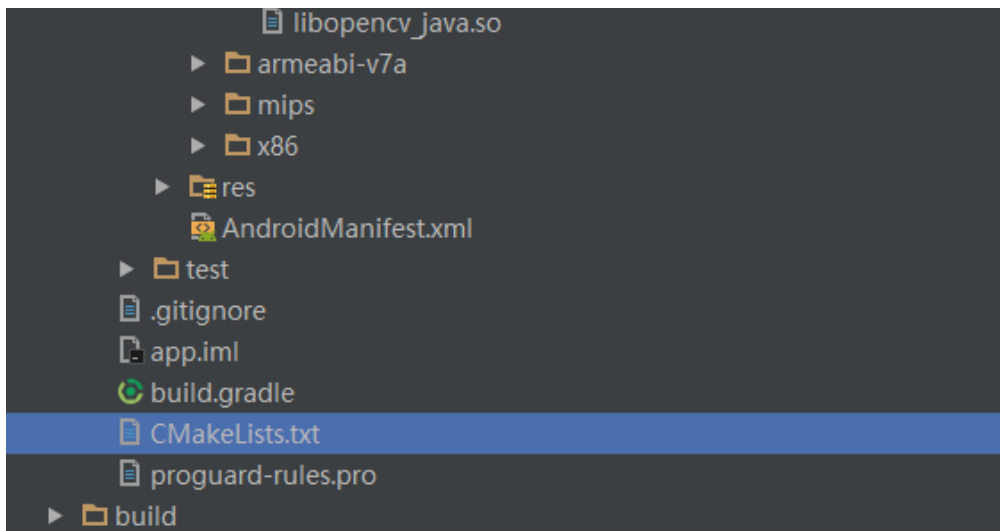 libopencv_java.so
armeabi-v7a
mips
x86
res
AndroidManifest.xml
test
.gitignore
app.iml
build.gradle
CMakeLists.txt
proguard-rules.pro
build